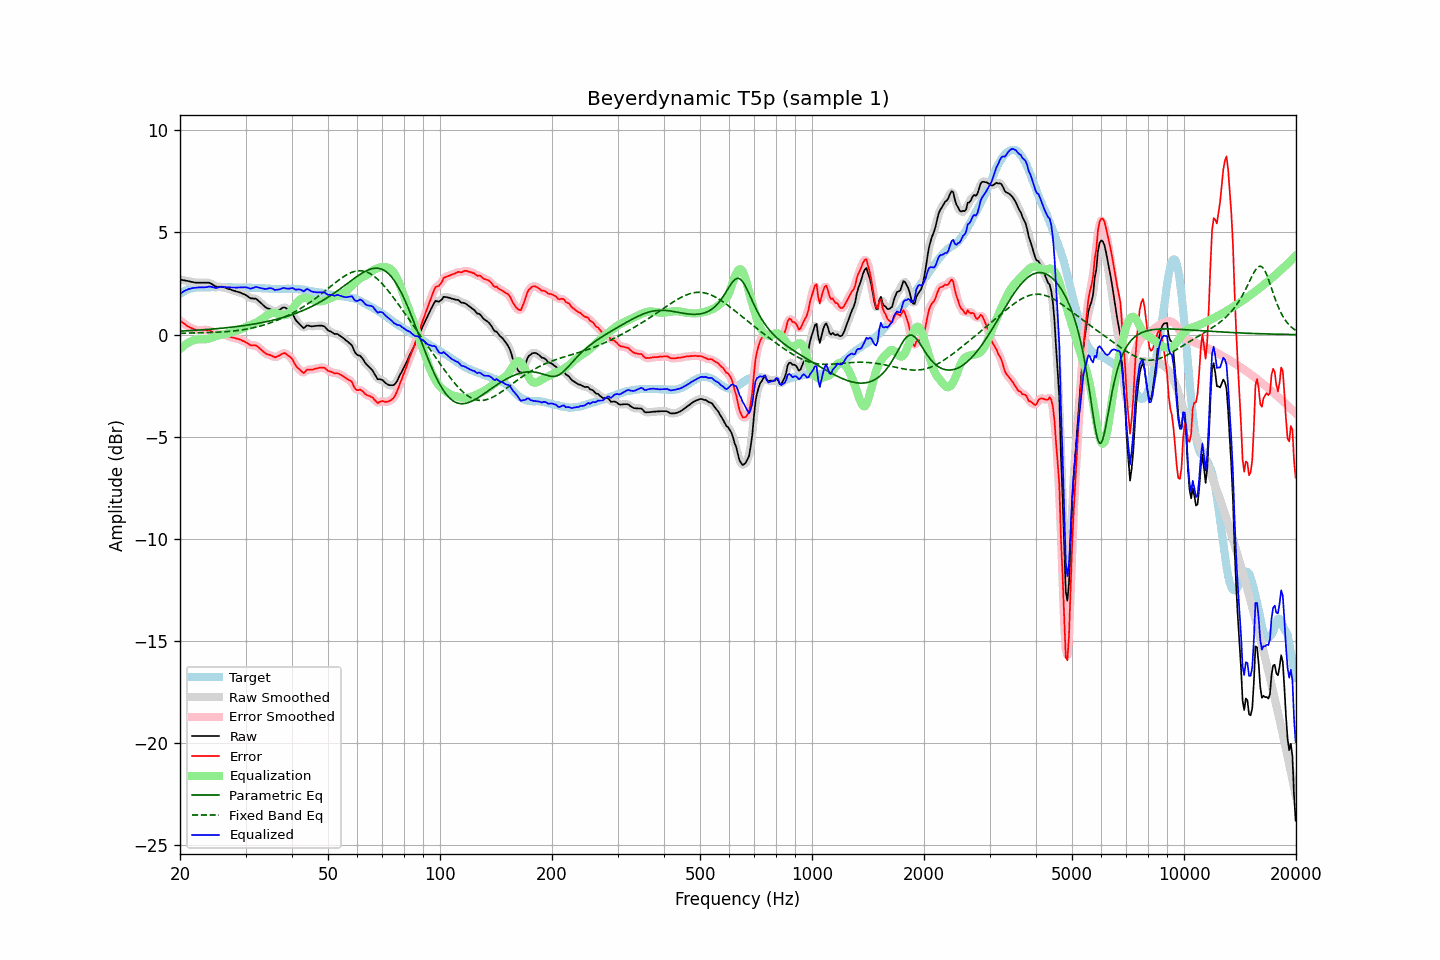 Beyerdynamic T5p (sample 1)
10
5
0
−5
−10
−15
−20
−25
Amplitude (dBr)
Target
Raw Smoothed
Error Smoothed
Raw
Error
Equalization
Parametric Eq
Fixed Band Eq
Equalized
20 50 100 200 500 1000 2000 5000 10000 20000
Frequency (Hz)